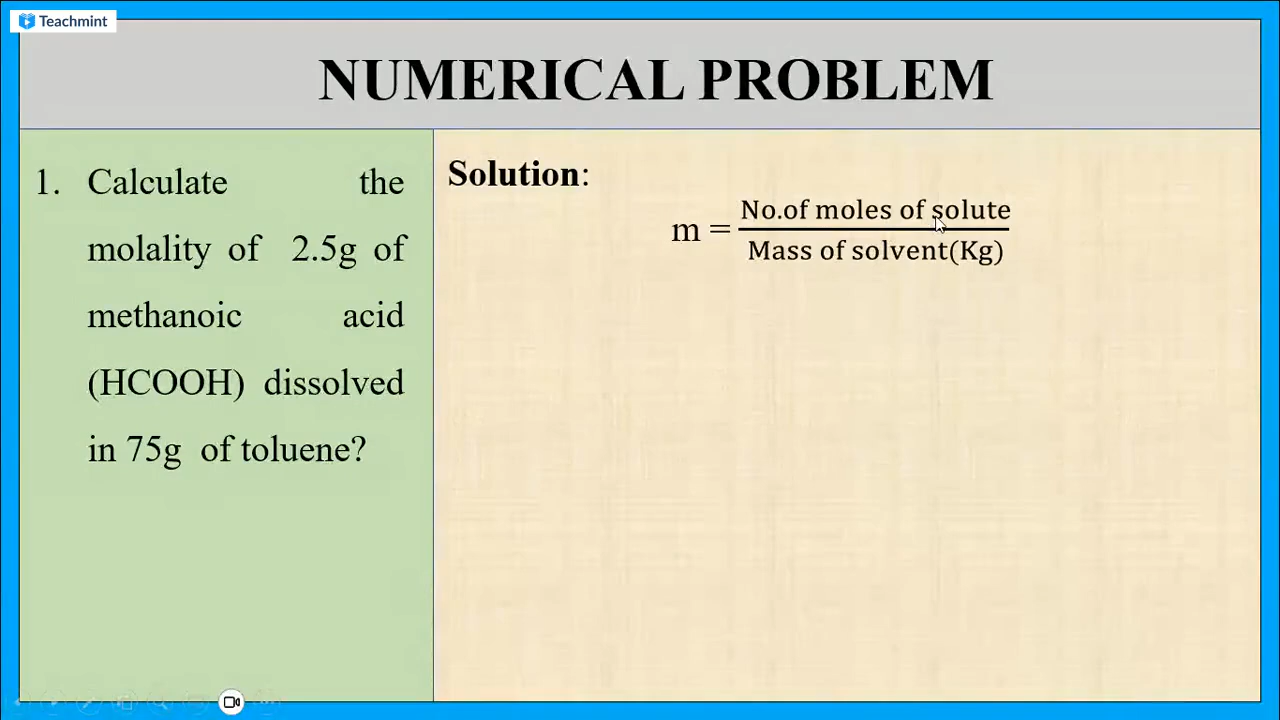 Teachmint
NUMERICAL PROBLEM
1. Calculate the
molality of 2.5g of
methanoic acid
(HCOOH) dissolved
in 75g of toluene?
Solution:
m = No.of moles of solute
Mass of solvent(Kg)